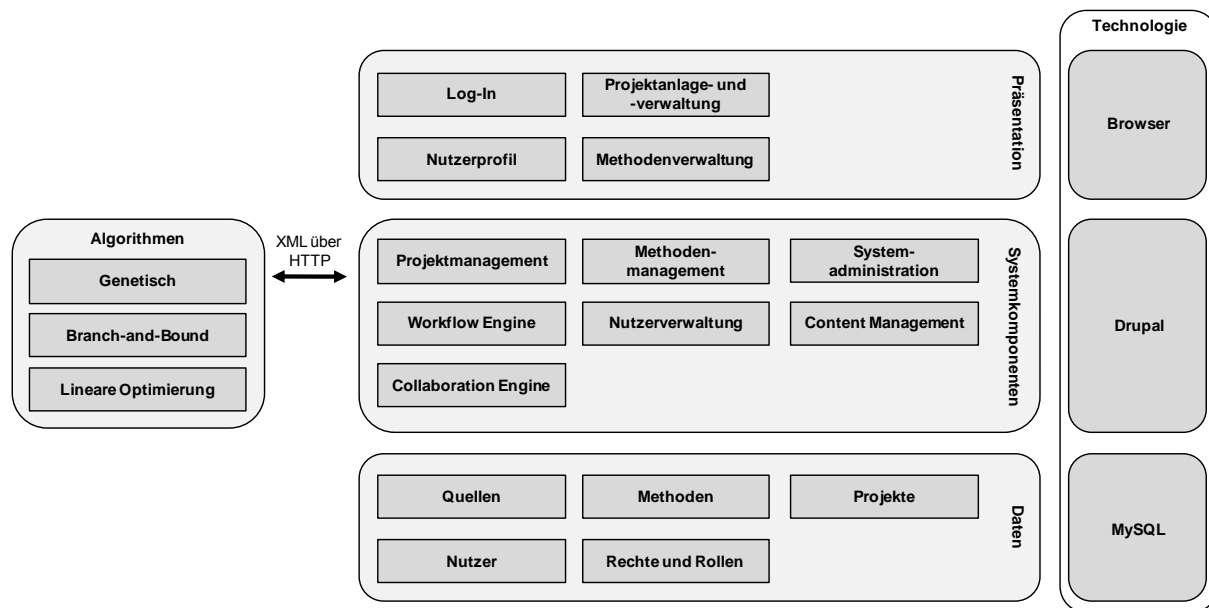 Technologie
Log-In
Projektanlage- und
-verwaltung
Nutzerprofil
Methodenverwaltung
Präsentation
Browser
Algorithmen
Genetisch
Branch-and-Bound
Lineare Optimierung
XML über
HTTP
Projektmanagement
Methoden-
management
System-
administration
Workflow Engine
Nutzerverwaltung
Content Management
Collaboration Engine
Systemkomponenten
Drupal
Quellen
Methoden
Projekte
Nutzer
Rechte und Rollen
Daten
MySQL